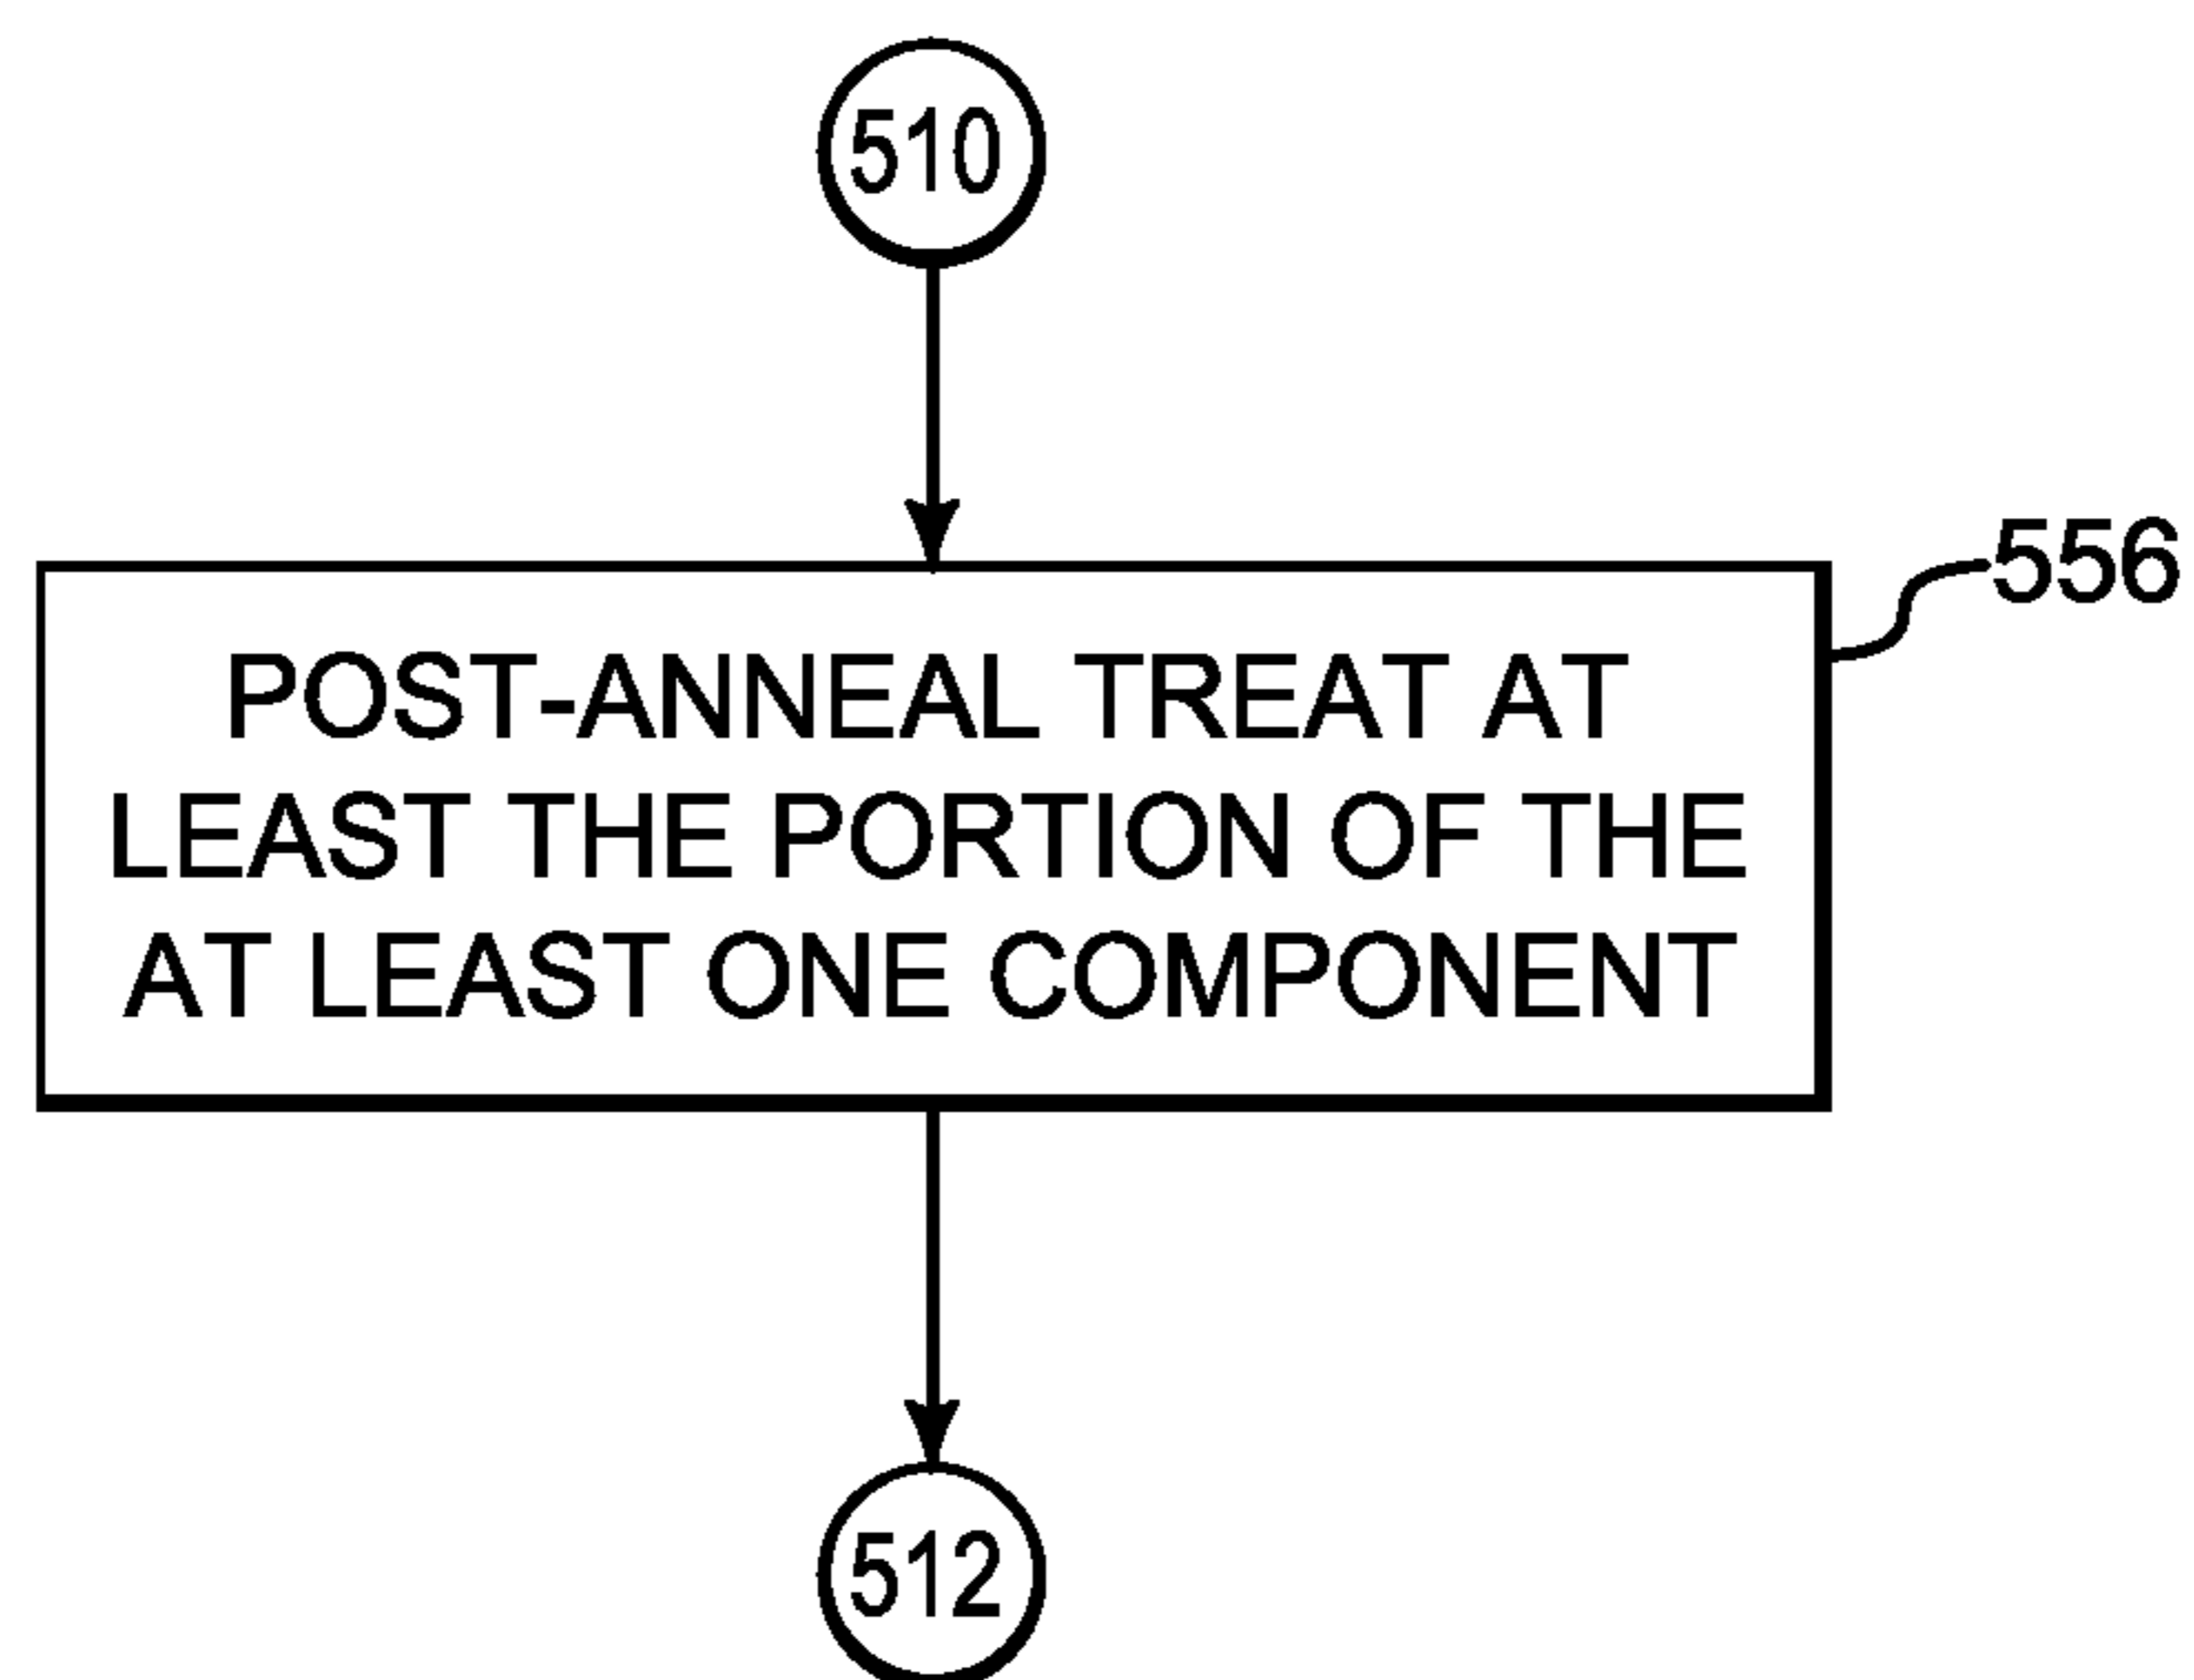 510
556
POST-ANNEAL TREAT AT
LEAST THE PORTION OF THE
AT LEAST ONE COMPONENT
512